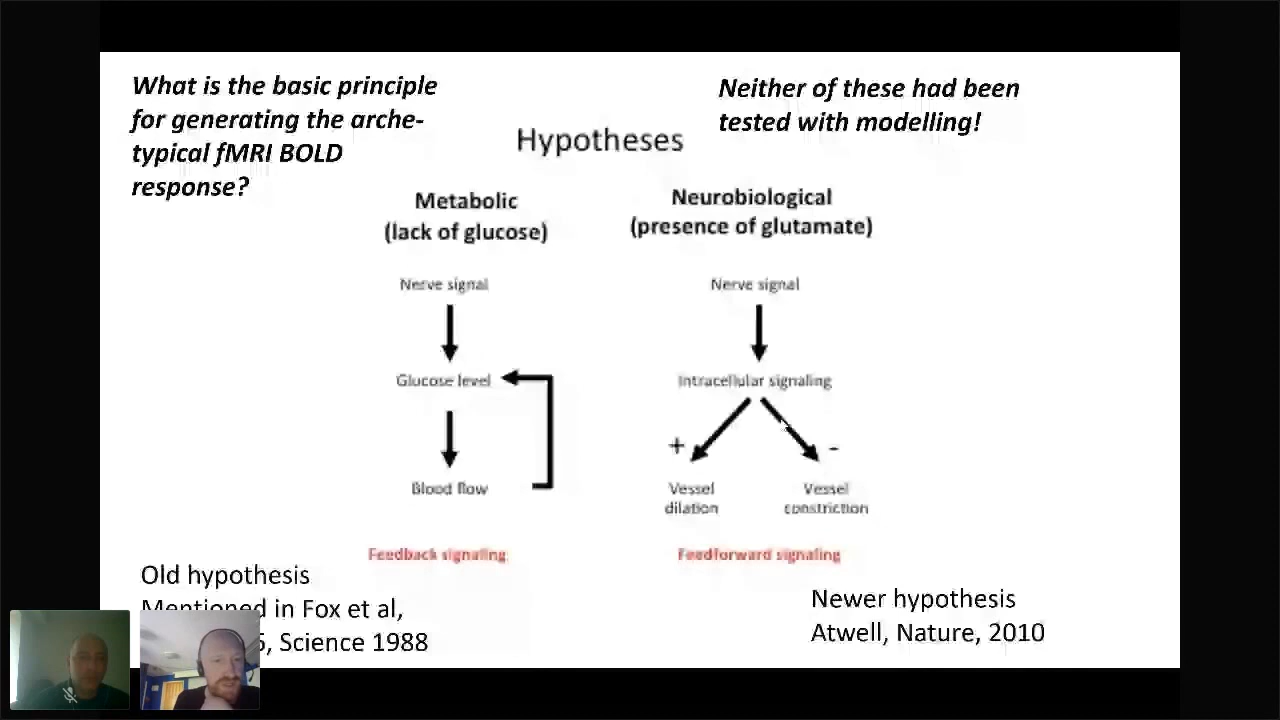 What is the basic principle
for generating the arche-
typical fMRI BOLD
response?
Neither of these had been
tested with modelling!
Hypotheses
Metabolic
(lack of glucose)
Nerve signal
Glucose level
Blood flow
Feedback signaling
Neurobiological
(presence of glutamate)
Nerve signal
Intracellular signaling
+
-
Vessel
dilation
Vessel
constriction
Feedforward signaling
Old hypothesis
Mentioned in Fox et al,
, Science 1988
Newer hypothesis
Atwell, Nature, 2010